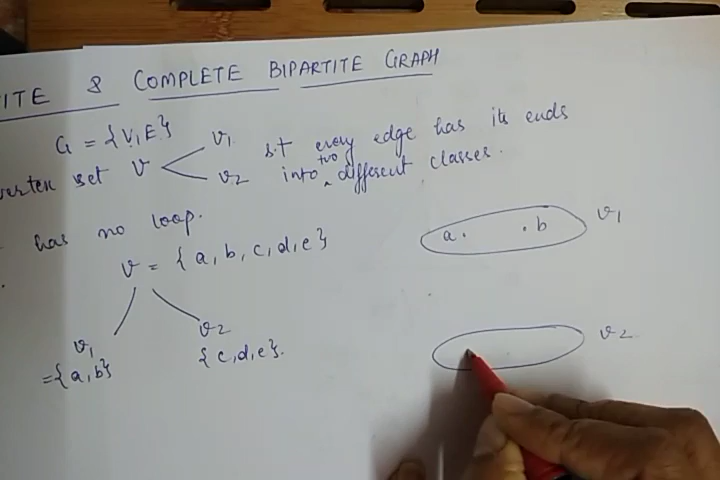 ITE & COMPLETE BIPARTITE GRAPH
G = {V, E}
vertex set V V1 s.t every edge has its ends
V2 into two different classes.
has no loop.
V = {a, b, c, d, e}
V1
= {a, b}
V2
{c, d, e}.
a. . b V1
V2